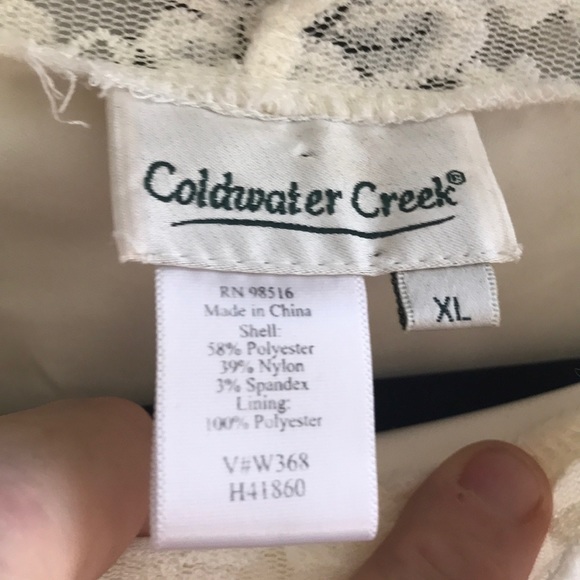 Coldwater Creek®
XL
RN 98516
Made in China
Shell:
58% Polyester
39% Nylon
3% Spandex
Lining:
100% Polyester
V#W368
H41860